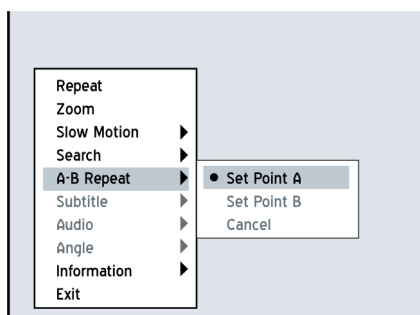 Repeat
Zoom
Slow Motion
Search
A-B Repeat
Subtitle
Audio
Angle
Information
Exit
Set Point A
Set Point B
Cancel